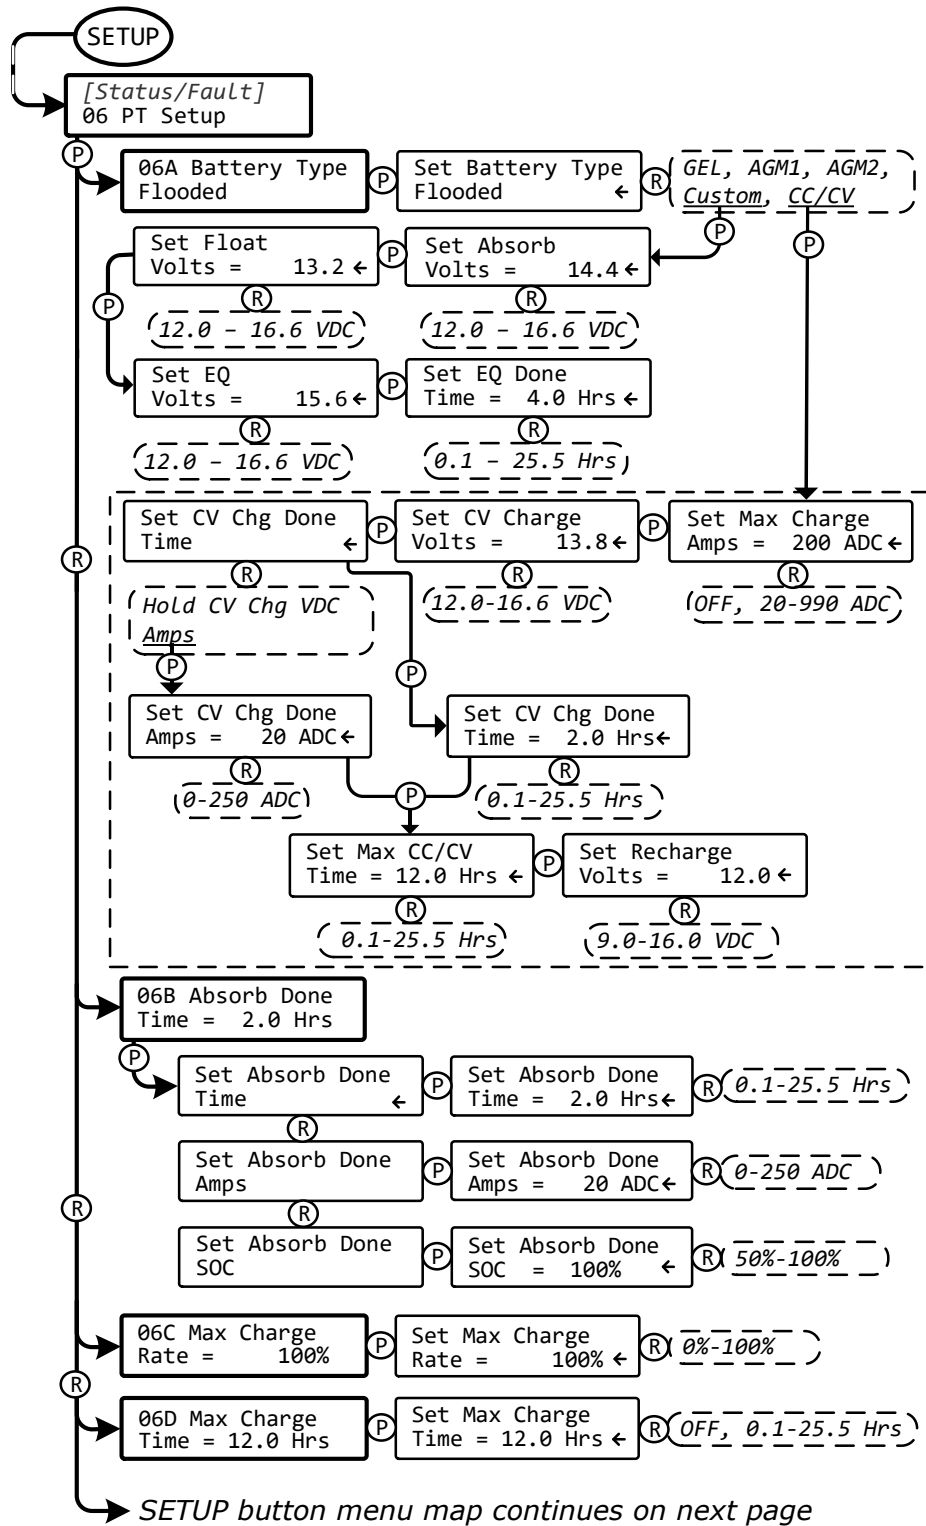 SETUP
[Status/Fault]
06 PT Setup
P
06A Battery Type
Flooded
P
Set Battery Type
Flooded ←
R
GEL, AGM1, AGM2,
Custom, CC/CV
P
P
Set Float
Volts = 13.2 ←
P
Set Absorb
Volts = 14.4 ←
R
12.0 – 16.6 VDC
R
12.0 – 16.6 VDC
P
Set EQ
Volts = 15.6 ←
P
Set EQ Done
Time = 4.0 Hrs ←
R
12.0 – 16.6 VDC
R
0.1 – 25.5 Hrs
R
Set CV Chg Done
Time ←
P
Set CV Charge
Volts = 13.8 ←
P
Set Max Charge
Amps = 200 ADC ←
R
Hold CV Chg VDC
Amps
R
12.0-16.6 VDC
R
OFF, 20-990 ADC
P
P
Set CV Chg Done
Amps = 20 ADC ←
Set CV Chg Done
Time = 2.0 Hrs ←
R
0-250 ADC
P
R
0.1-25.5 Hrs
Set Max CC/CV
Time = 12.0 Hrs ←
P
Set Recharge
Volts = 12.0 ←
R
0.1-25.5 Hrs
R
9.0-16.0 VDC
06B Absorb Done
Time = 2.0 Hrs
P
Set Absorb Done
Time ←
P
Set Absorb Done
Time = 2.0 Hrs ←
R
0.1-25.5 Hrs
R
Set Absorb Done
Amps
P
Set Absorb Done
Amps = 20 ADC ←
R
0-250 ADC
R
R
Set Absorb Done
SOC
P
Set Absorb Done
SOC = 100% ←
R
50%-100%
06C Max Charge
Rate = 100%
P
Set Max Charge
Rate = 100% ←
R
0%-100%
R
06D Max Charge
Time = 12.0 Hrs
P
Set Max Charge
Time = 12.0 Hrs ←
R
OFF, 0.1-25.5 Hrs
SETUP button menu map continues on next page